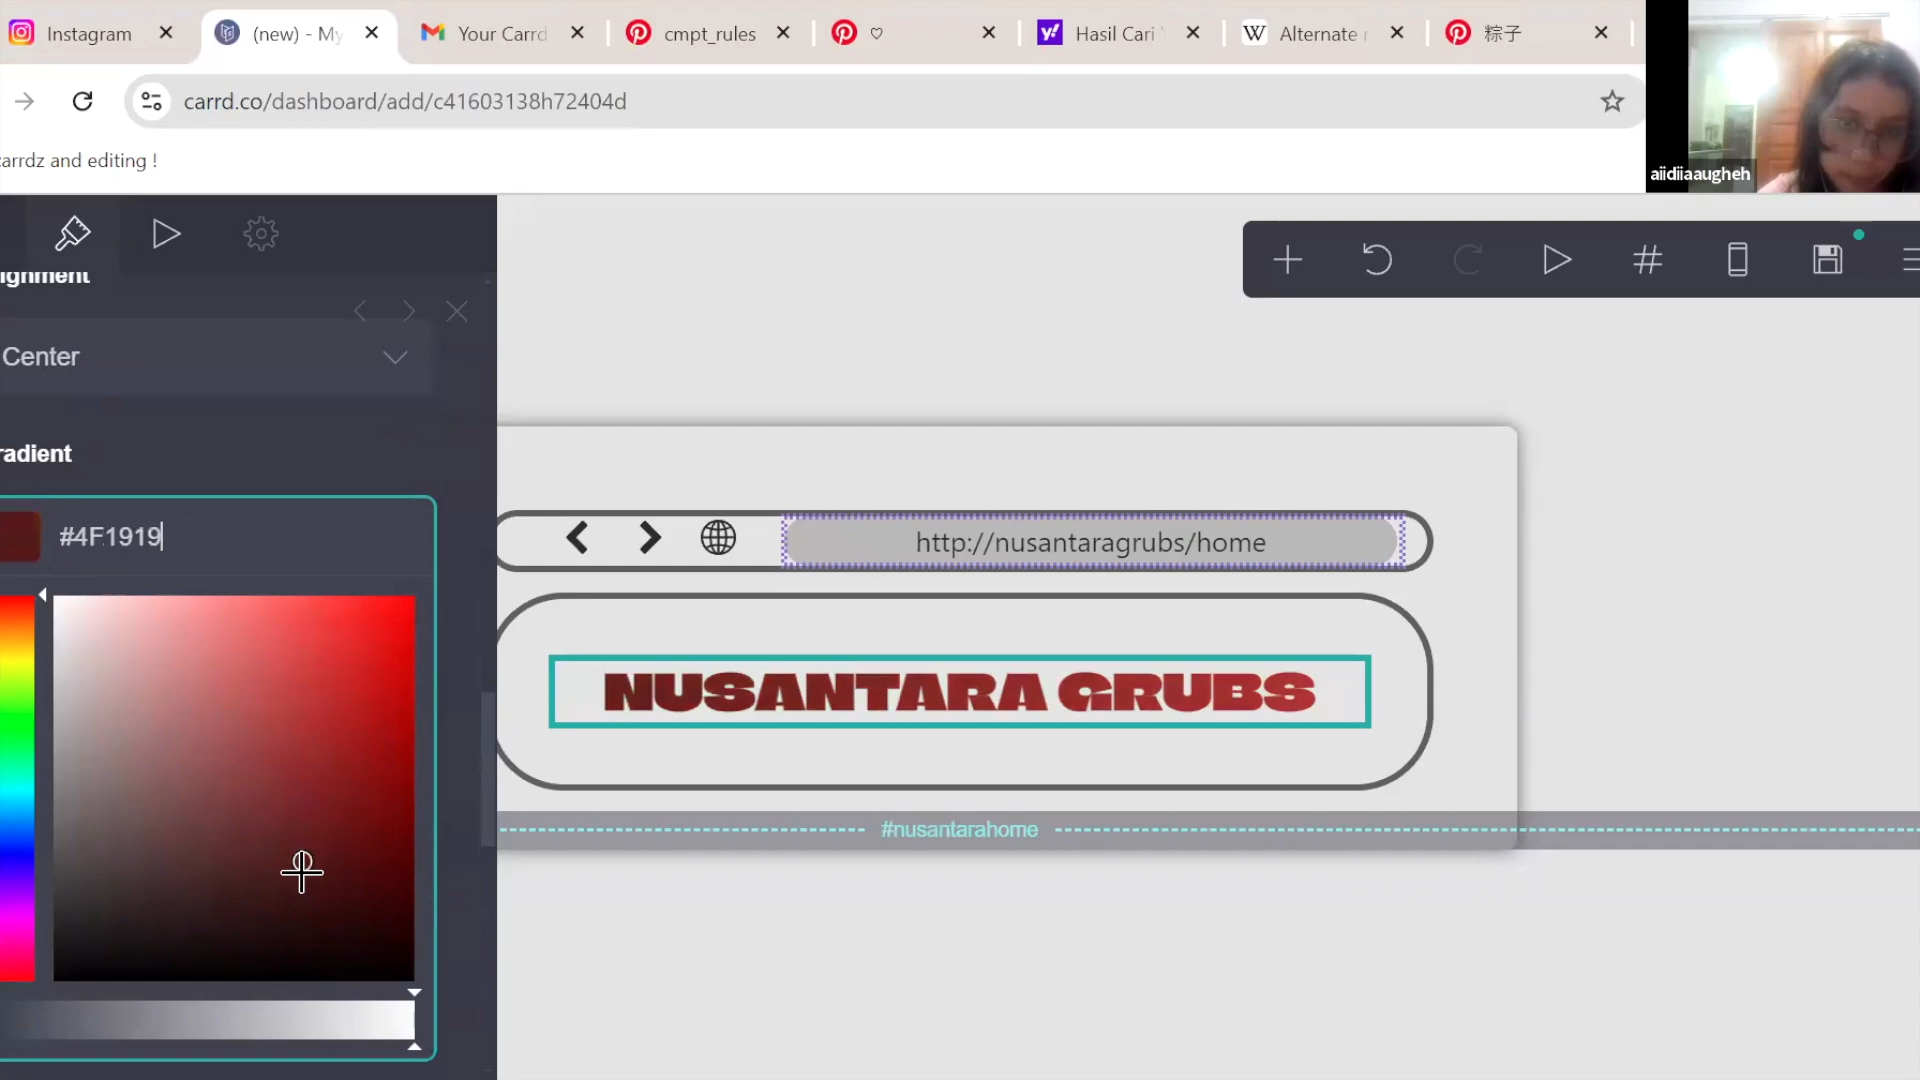 Instagram
(new) - My
Your Carrd
cmpt_rules
♡
Hasil Cari
Alternate
粽子
carrd.co/dashboard/add/c41603138h72404d
carrdz and editing !
aiidiiaaugheh
ignment
Center
radient
#4F1919
http://nusantaragrubs/home
NUSANTARA GRUBS
#nusantarahome